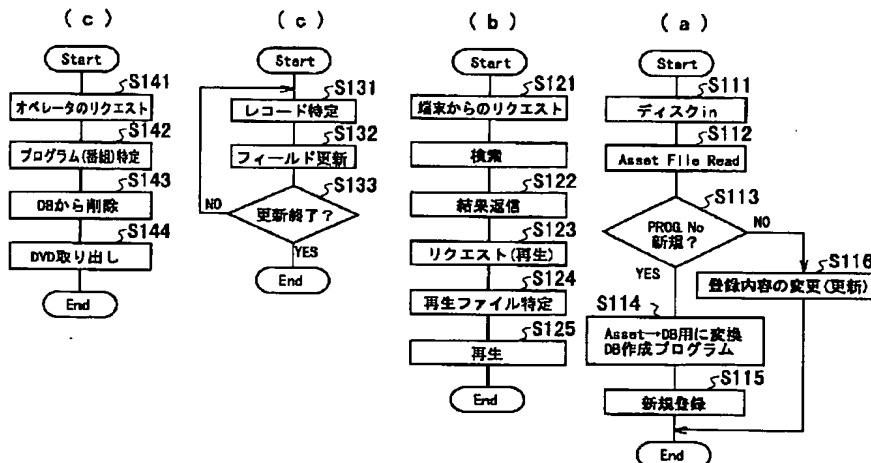 (c)
Start
S141
オペレータのリクエスト
S142
プログラム(番組)特定
S143
DBから削除
S144
DVD取り出し
End
(c)
Start
S131
レコード特定
S132
フィールド更新
S133
更新終了?
NO
YES
End
(b)
Start
S121
端末からのリクエスト
検索
S122
結果返信
S123
リクエスト(再生)
S124
再生ファイル特定
S125
再生
End
(a)
Start
S111
ディスクin
S112
Asset File Read
S113
PROG. No
新規?
NO
YES
S116
登録内容の変更(更新)
S114
Asset→DB用に変換
DB作成プログラム
S115
新規登録
End